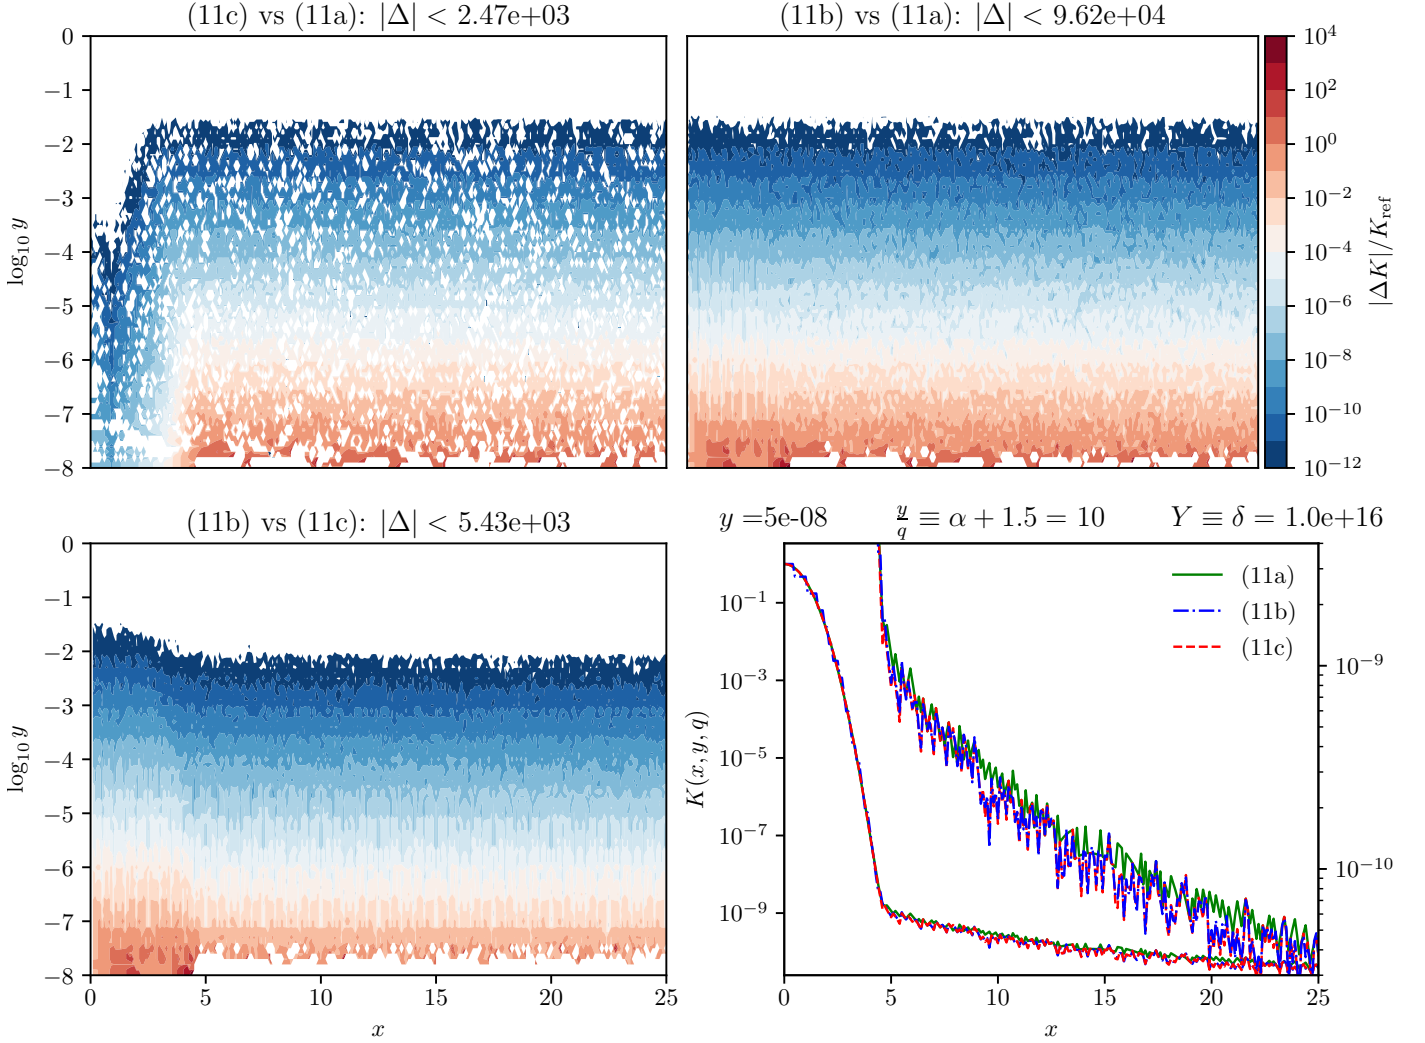 (11c) vs (11a): |Δ| < 2.47e+03
(11b) vs (11a): |Δ| < 9.62e+04
0
−1
−2
−3
−4
−5
−6
−7
−8
log₁₀ y
10⁴
10²
10⁰
10⁻²
10⁻⁴
10⁻⁶
10⁻⁸
10⁻¹⁰
10⁻¹²
|ΔK|/K_ref
(11b) vs (11c): |Δ| < 5.43e+03
0
−1
−2
−3
−4
−5
−6
−7
−8
log₁₀ y
0 5 10 15 20 25
x
y =5e-08 y/q ≡ α + 1.5 = 10 Y ≡ δ = 1.0e+16
(11a)
(11b)
(11c)
10⁻¹
10⁻³
10⁻⁵
10⁻⁷
10⁻⁹
K(x, y, q)
10⁻⁹
10⁻¹⁰
0 5 10 15 20 25
x